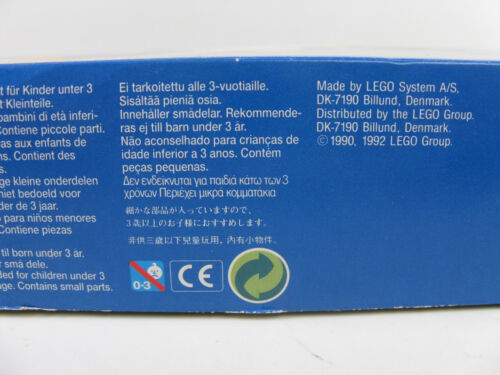 t für Kinder unter 3
t Kleinteile.
bambini di età inferi-
Contiene piccole parti.
aux enfants de
ns. Contient des
ge kleine onderdelen
niet bedoeld voor
der de 3 jaar.
o para niños menores
Contiene piezas
til barn under 3 år.
r små dele.
ded for children under 3
age. Contains small parts.
Ei tarkoitettu alle 3-vuotiaille.
Sisältää pieniä osia.
Innehåller smådelar. Rekommende-
ras ej till barn under 3 år.
Não aconselhado para crianças de
idade inferior a 3 anos. Contém
peças pequenas.
Δεν ενδείκνυται για παιδιά κάτω των 3
χρόνων Περιέχει μικρά κομματάκια
細かな部品が入っていますので、
3歳以上のお子様におすすめします。
非供三歲以下兒童玩用，內有小物件。
0-3
CE
Made by LEGO System A/S,
DK-7190 Billund, Denmark.
Distributed by the LEGO Group.
DK-7190 Billund, Denmark.
© 1990, 1992 LEGO Group.